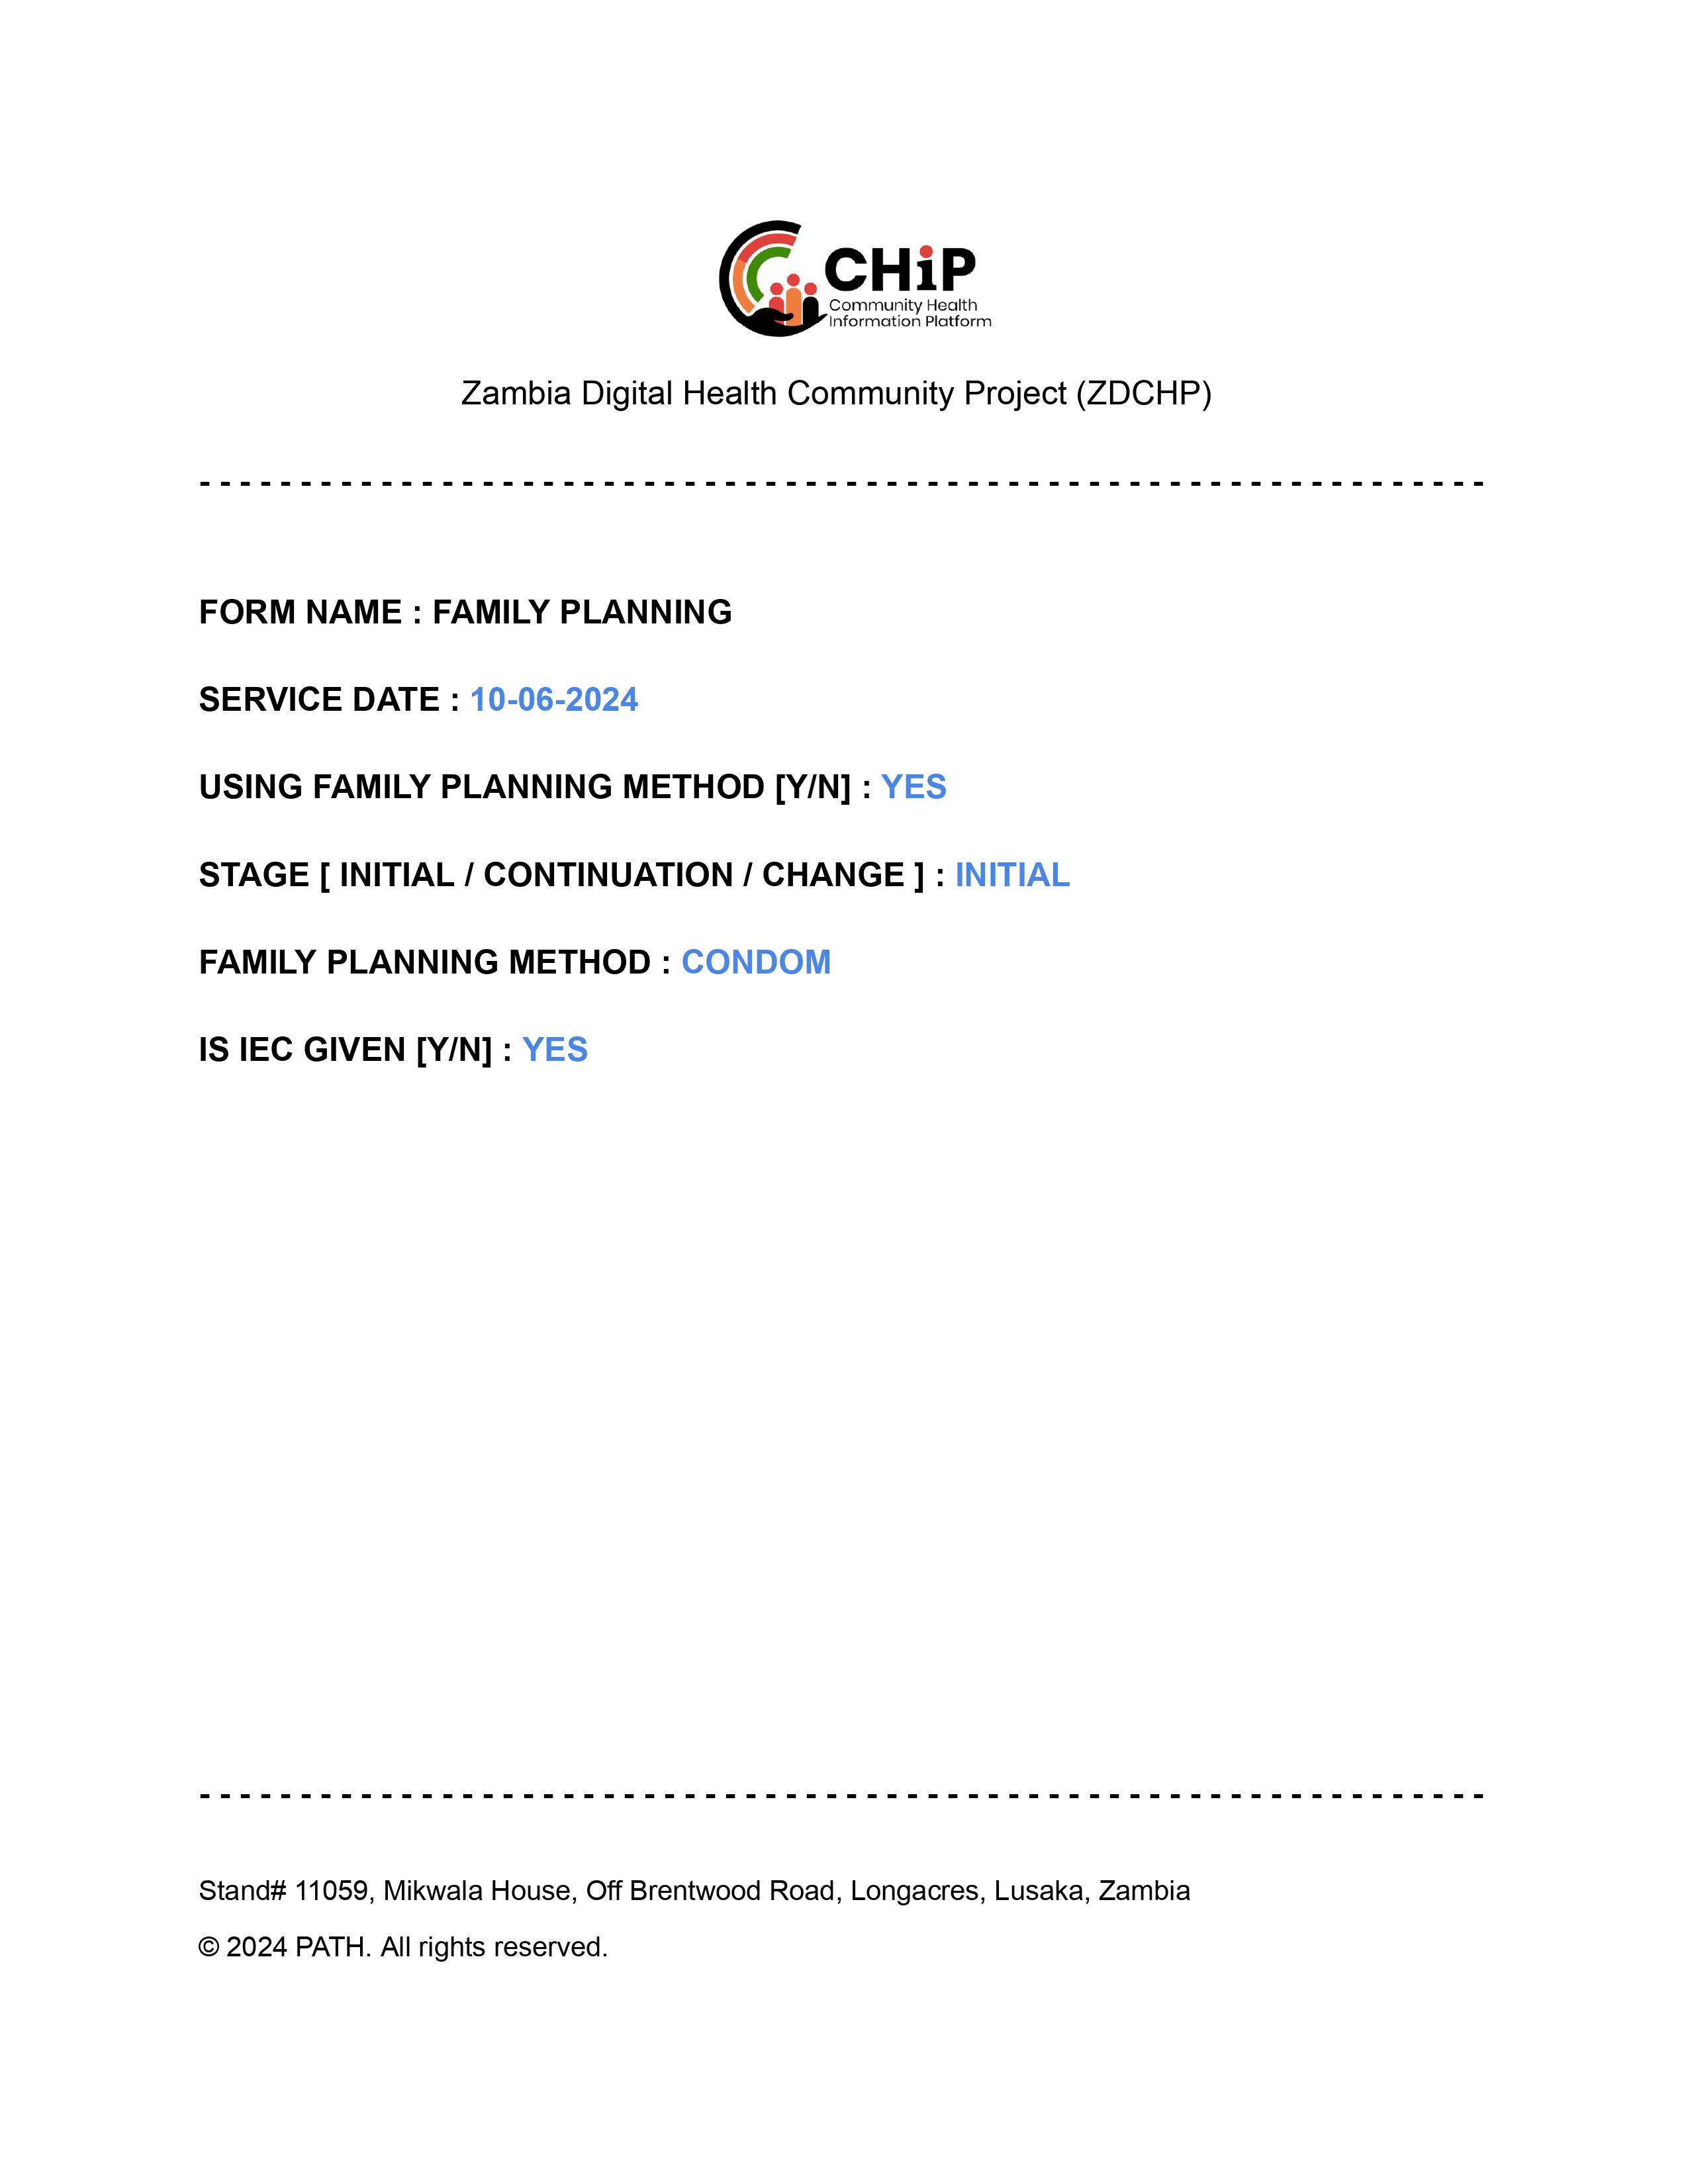 CHiP
Community Health
Information Platform
Zambia Digital Health Community Project (ZDCHP)
- - - - - - - - - - - - - - - - - - - - - - - - - - - - - - - - - - - - - - - - - - - - - - - - - - - - - - - - - - - - - - - -
FORM NAME : FAMILY PLANNING
SERVICE DATE : 10-06-2024
USING FAMILY PLANNING METHOD [Y/N] : YES
STAGE [ INITIAL / CONTINUATION / CHANGE ] : INITIAL
FAMILY PLANNING METHOD : CONDOM
IS IEC GIVEN [Y/N] : YES
- - - - - - - - - - - - - - - - - - - - - - - - - - - - - - - - - - - - - - - - - - - - - - - - - - - - - - - - - - - - - - - -
Stand# 11059, Mikwala House, Off Brentwood Road, Longacres, Lusaka, Zambia
© 2024 PATH. All rights reserved.